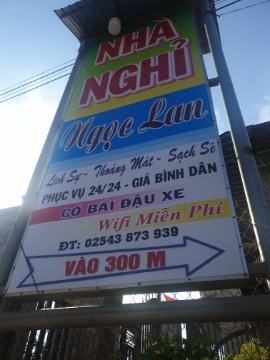 NHÀ
NGHỈ
Ngọc Lan
Lịch Sự - Thoáng Mát - Sạch Sẽ
PHỤC VỤ 24/24 - GIÁ BÌNH DÂN
CÓ BÃI ĐẬU XE
Wifi Miễn Phí
ĐT: 02543 873 939
VÀO 300 M